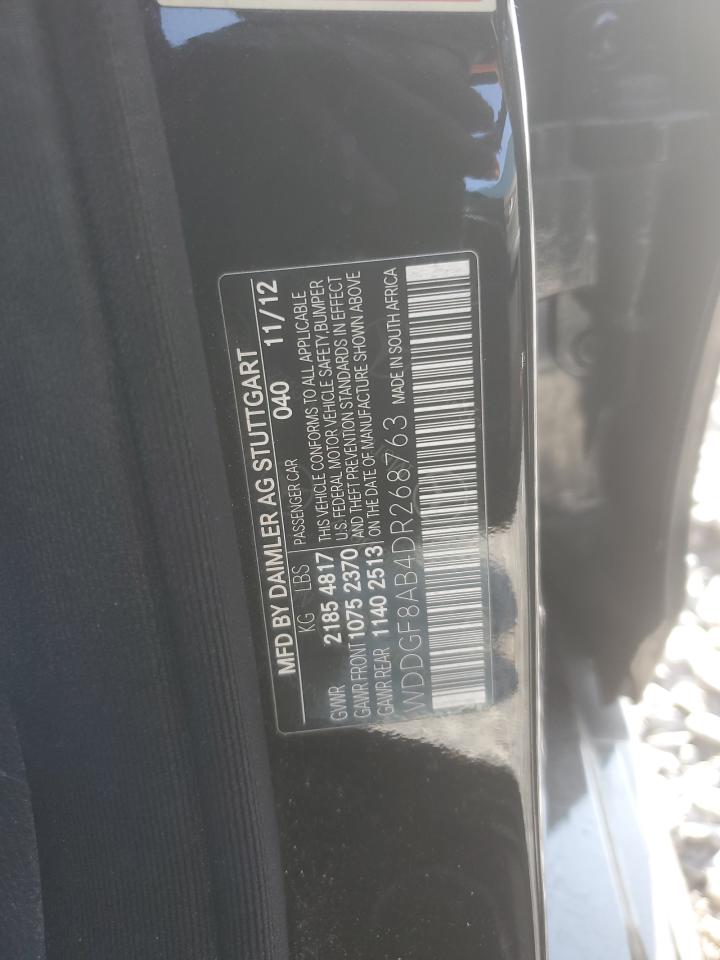 MFD BY DAIMLER AG STUTTGART
040 11/12
KG LBS
GVWR 2185 4817
GAWR FRONT 1075 2370
GAWR REAR 1140 2513
PASSENGER CAR
THIS VEHICLE CONFORMS TO ALL APPLICABLE
U.S. FEDERAL MOTOR VEHICLE SAFETY, BUMPER
AND THEFT PREVENTION STANDARDS IN EFFECT
ON THE DATE OF MANUFACTURE SHOWN ABOVE
WDDGF8AB4DR268763
MADE IN SOUTH AFRICA